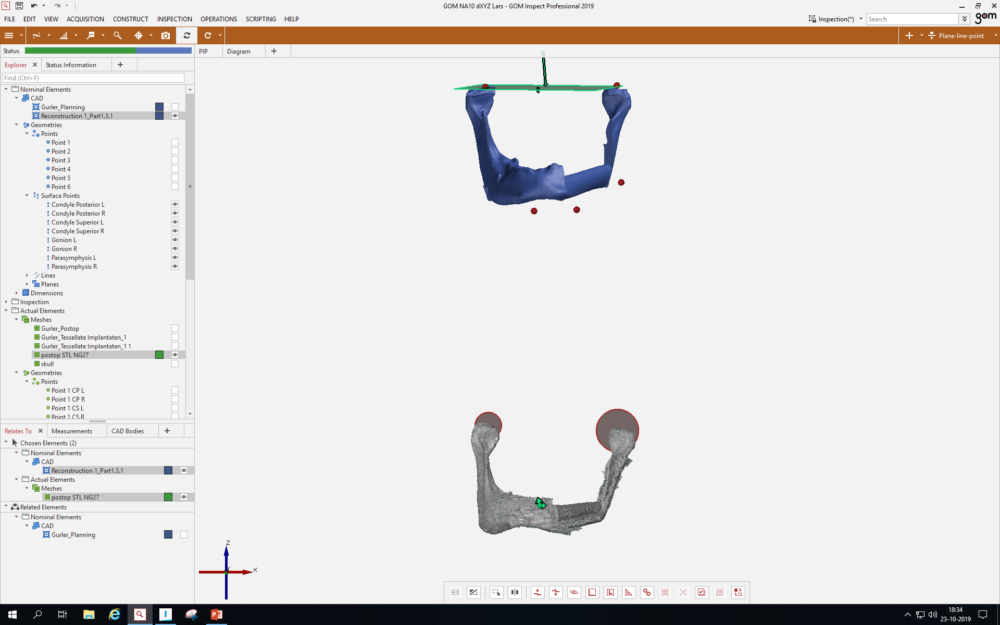 GOM NA10 dXYZ Lars - GOM Inspect Professional 2019
FILE EDIT VIEW ACQUISITION CONSTRUCT INSPECTION OPERATIONS SCRIPTING HELP
Inspection(*) Search gom
Plane-line-point
Status
PIP Diagram
Explorer Status Information
Find (Ctrl+F)
Nominal Elements
CAD
Gurler_Planning
Reconstruction 1_Part1.3.1
Geometries
Points
Point 1
Point 2
Point 3
Point 4
Point 5
Point 6
Surface Points
Condyle Posterior L
Condyle Posterior R
Condyle Superior L
Condyle Superior R
Gonion L
Gonion R
Parasymphysis L
Parasymphysis R
Lines
Planes
Dimensions
Inspection
Actual Elements
Meshes
Gurler_Postop
Gurler_Tessellate Implantaten_1
Gurler_Tessellate Implantaten_1 1
postop STL NG27
skull
Geometries
Points
Point 1 CP L
Point 1 CP R
Point 1 CS L
Point 1 CS R
Relates To Measurements CAD Bodies
Chosen Elements (2)
Nominal Elements
CAD
Reconstruction 1_Part1.3.1
Actual Elements
Meshes
postop STL NG27
Related Elements
Nominal Elements
CAD
Gurler_Planning
Z
X
18:34
23-10-2019